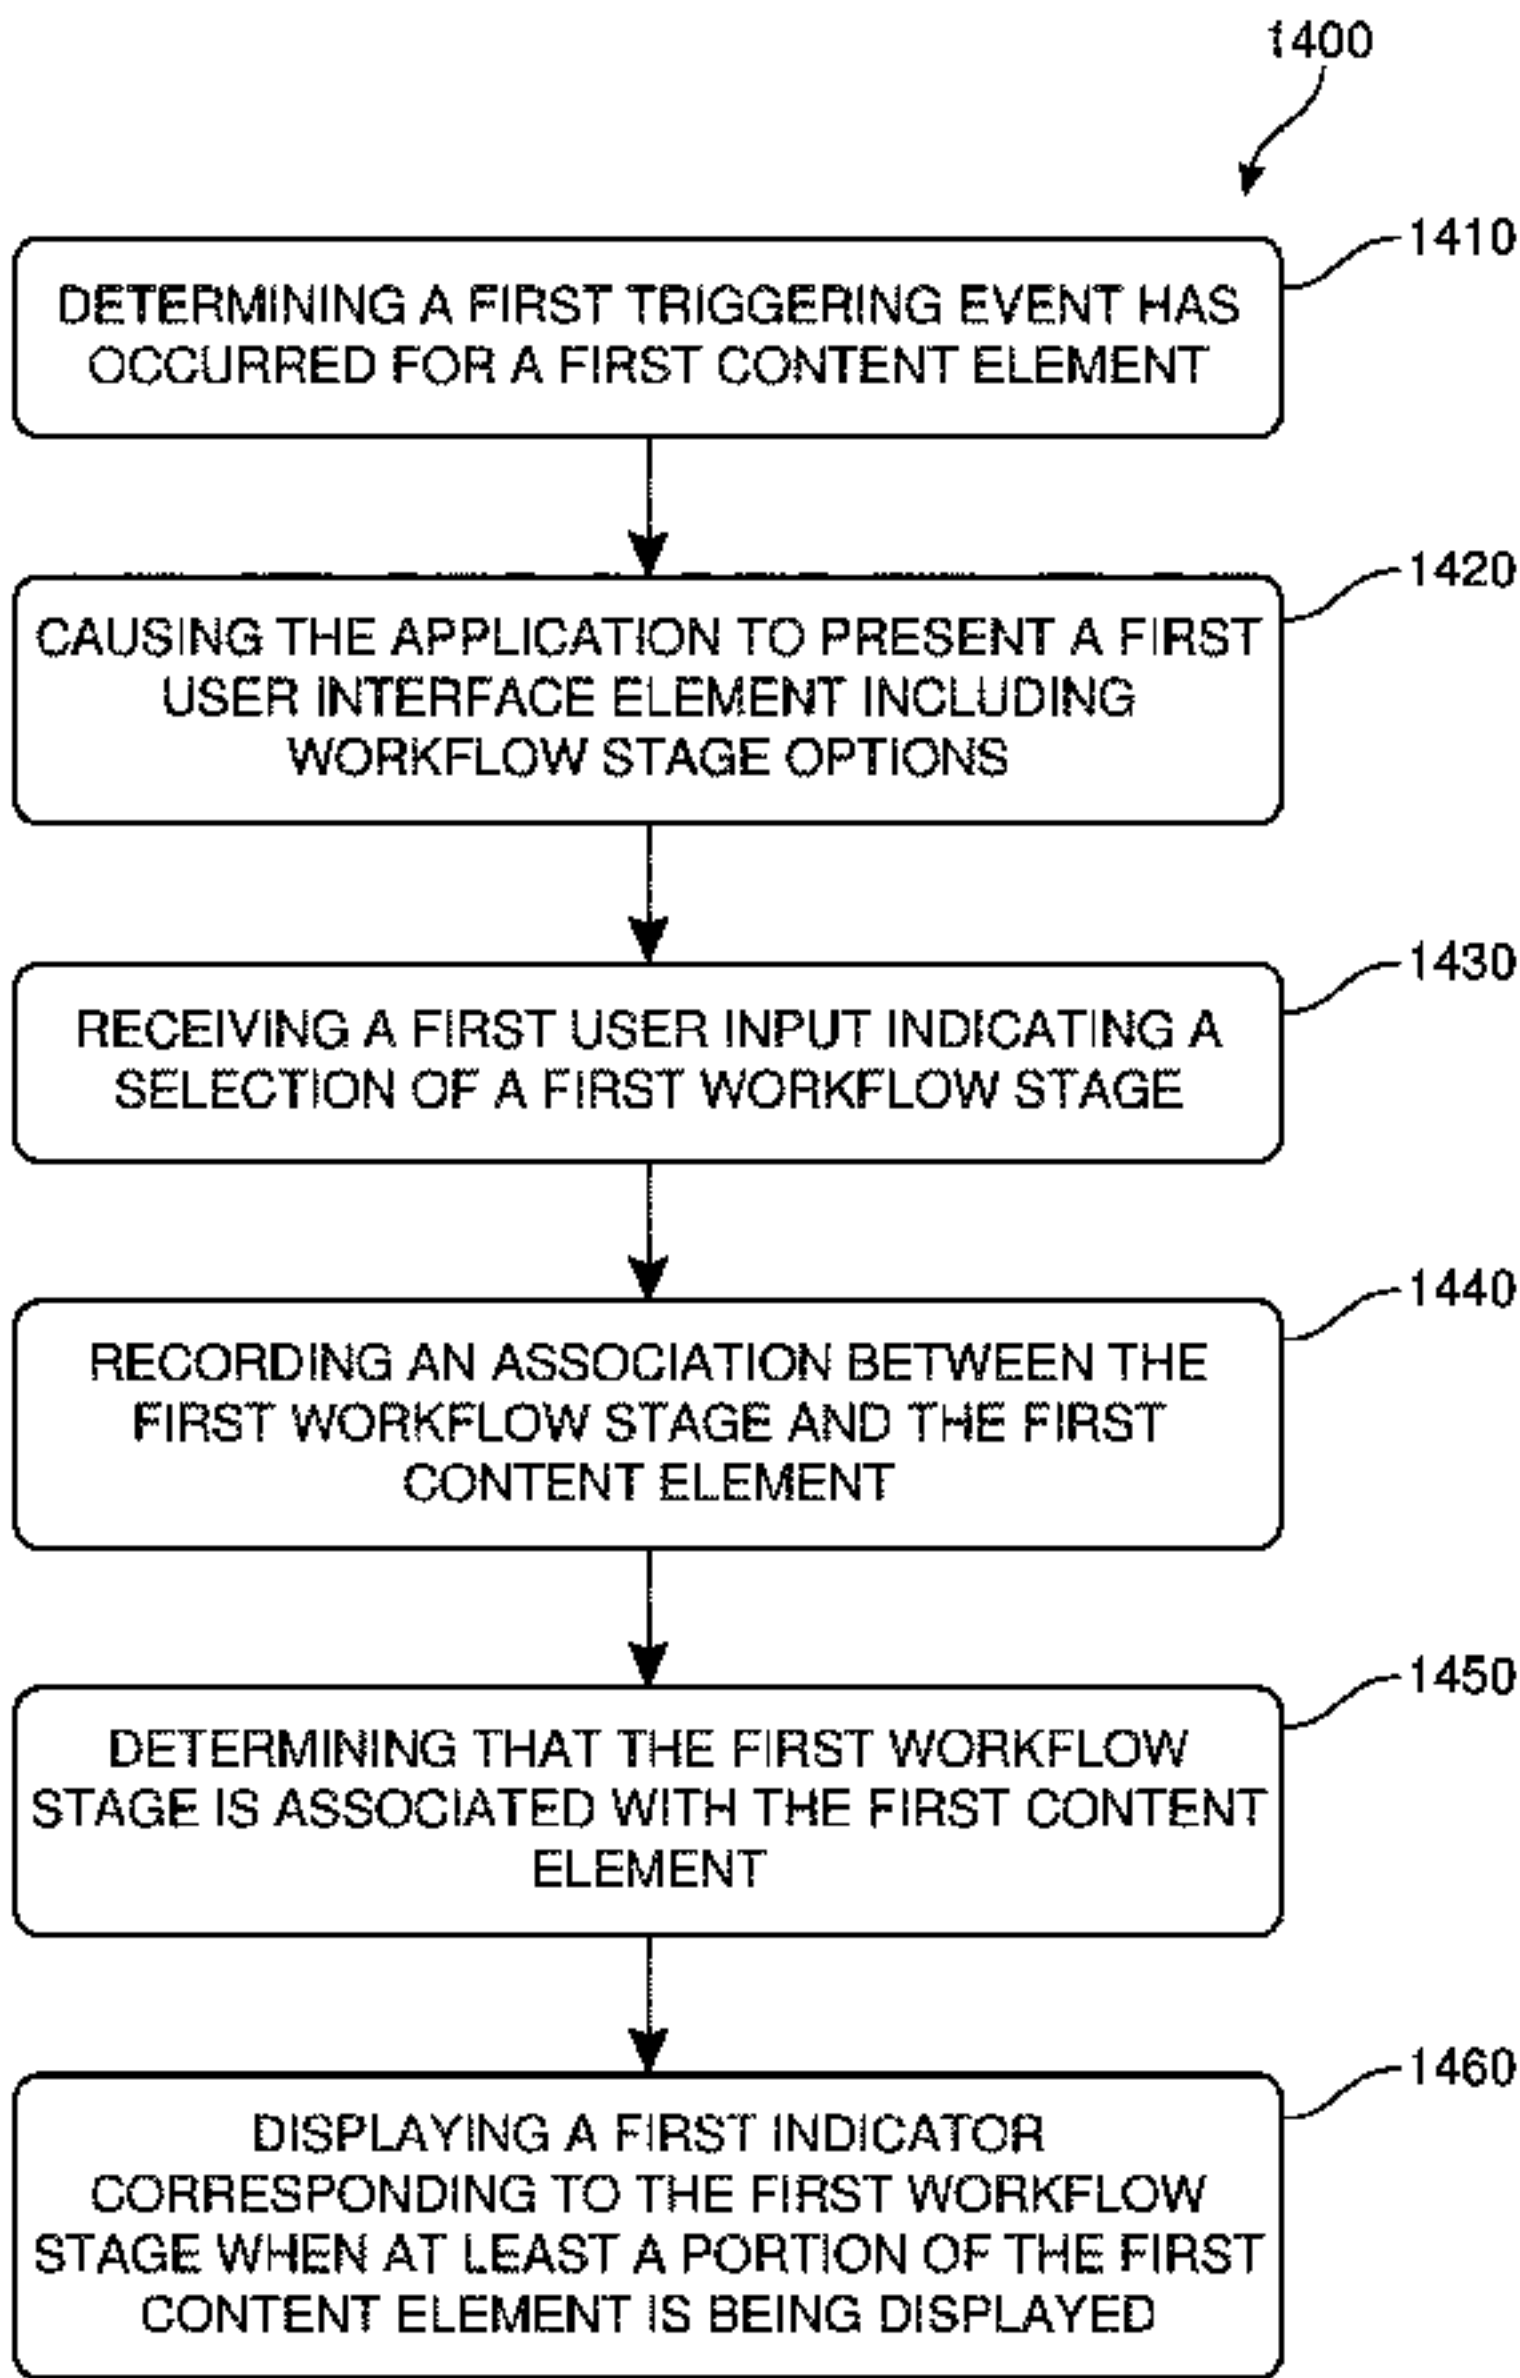 1400
1410
DETERMINING A FIRST TRIGGERING EVENT HAS
OCCURRED FOR A FIRST CONTENT ELEMENT
1420
CAUSING THE APPLICATION TO PRESENT A FIRST
USER INTERFACE ELEMENT INCLUDING
WORKFLOW STAGE OPTIONS
1430
RECEIVING A FIRST USER INPUT INDICATING A
SELECTION OF A FIRST WORKFLOW STAGE
1440
RECORDING AN ASSOCIATION BETWEEN THE
FIRST WORKFLOW STAGE AND THE FIRST
CONTENT ELEMENT
1450
DETERMINING THAT THE FIRST WORKFLOW
STAGE IS ASSOCIATED WITH THE FIRST CONTENT
ELEMENT
1460
DISPLAYING A FIRST INDICATOR
CORRESPONDING TO THE FIRST WORKFLOW
STAGE WHEN AT LEAST A PORTION OF THE FIRST
CONTENT ELEMENT IS BEING DISPLAYED